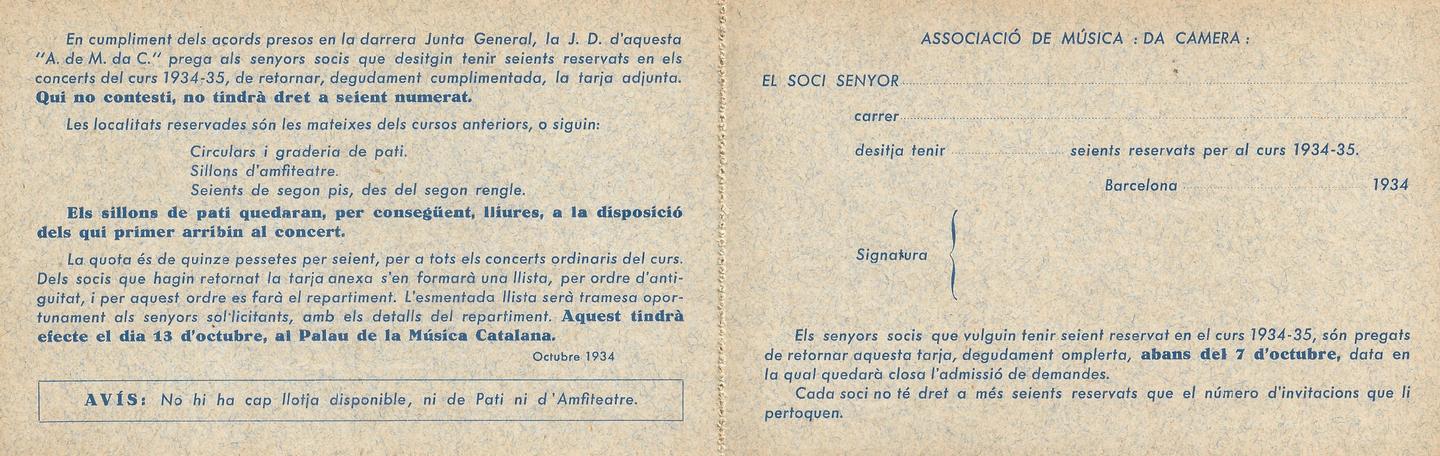 En cumpliment dels acords presos en la darrera Junta General, la J. D. d'aquesta
"A. de M. da C." prega als senyors socis que desitgin tenir seients reservats en els
concerts del curs 1934-35, de retornar, degudament cumplimentada, la tarja adjunta.
Qui no contesti, no tindrà dret a seient numerat.
Les localitats reservades són les mateixes dels cursos anteriors, o siguin:
Circulars i graderia de pati.
Sillons d'amfiteatre.
Seients de segon pis, des del segon rengle.
Els sillons de pati quedaran, per consegüent, lliures, a la disposició
dels qui primer arribin al concert.
La quota és de quinze pessetes per seient, per a tots els concerts ordinaris del curs.
Dels socis que hagin retornat la tarja anexa s'en formarà una llista, per ordre d'anti-
guitat, i per aquest ordre es farà el repartiment. L'esmentada llista serà tramesa opor-
tunament als senyors sol·licitants, amb els detalls del repartiment. Aquest tindrà
efecte el dia 13 d'octubre, al Palau de la Música Catalana.
Octubre 1934
AVÍS: No hi ha cap llotja disponible, ni de Pati ni d'Amfiteatre.
ASSOCIACIÓ DE MÚSICA : DA CAMERA :
EL SOCI SENYOR
carrer
desitja tenir seients reservats per al curs 1934-35.
Barcelona 1934
Signatura
Els senyors socis que vulguin tenir seient reservat en el curs 1934-35, són pregats
de retornar aquesta tarja, degudament omplerta, abans del 7 d'octubre, data en
la qual quedarà closa l'admissió de demandes.
Cada soci no té dret a més seients reservats que el número d'invitacions que li
pertoquen.